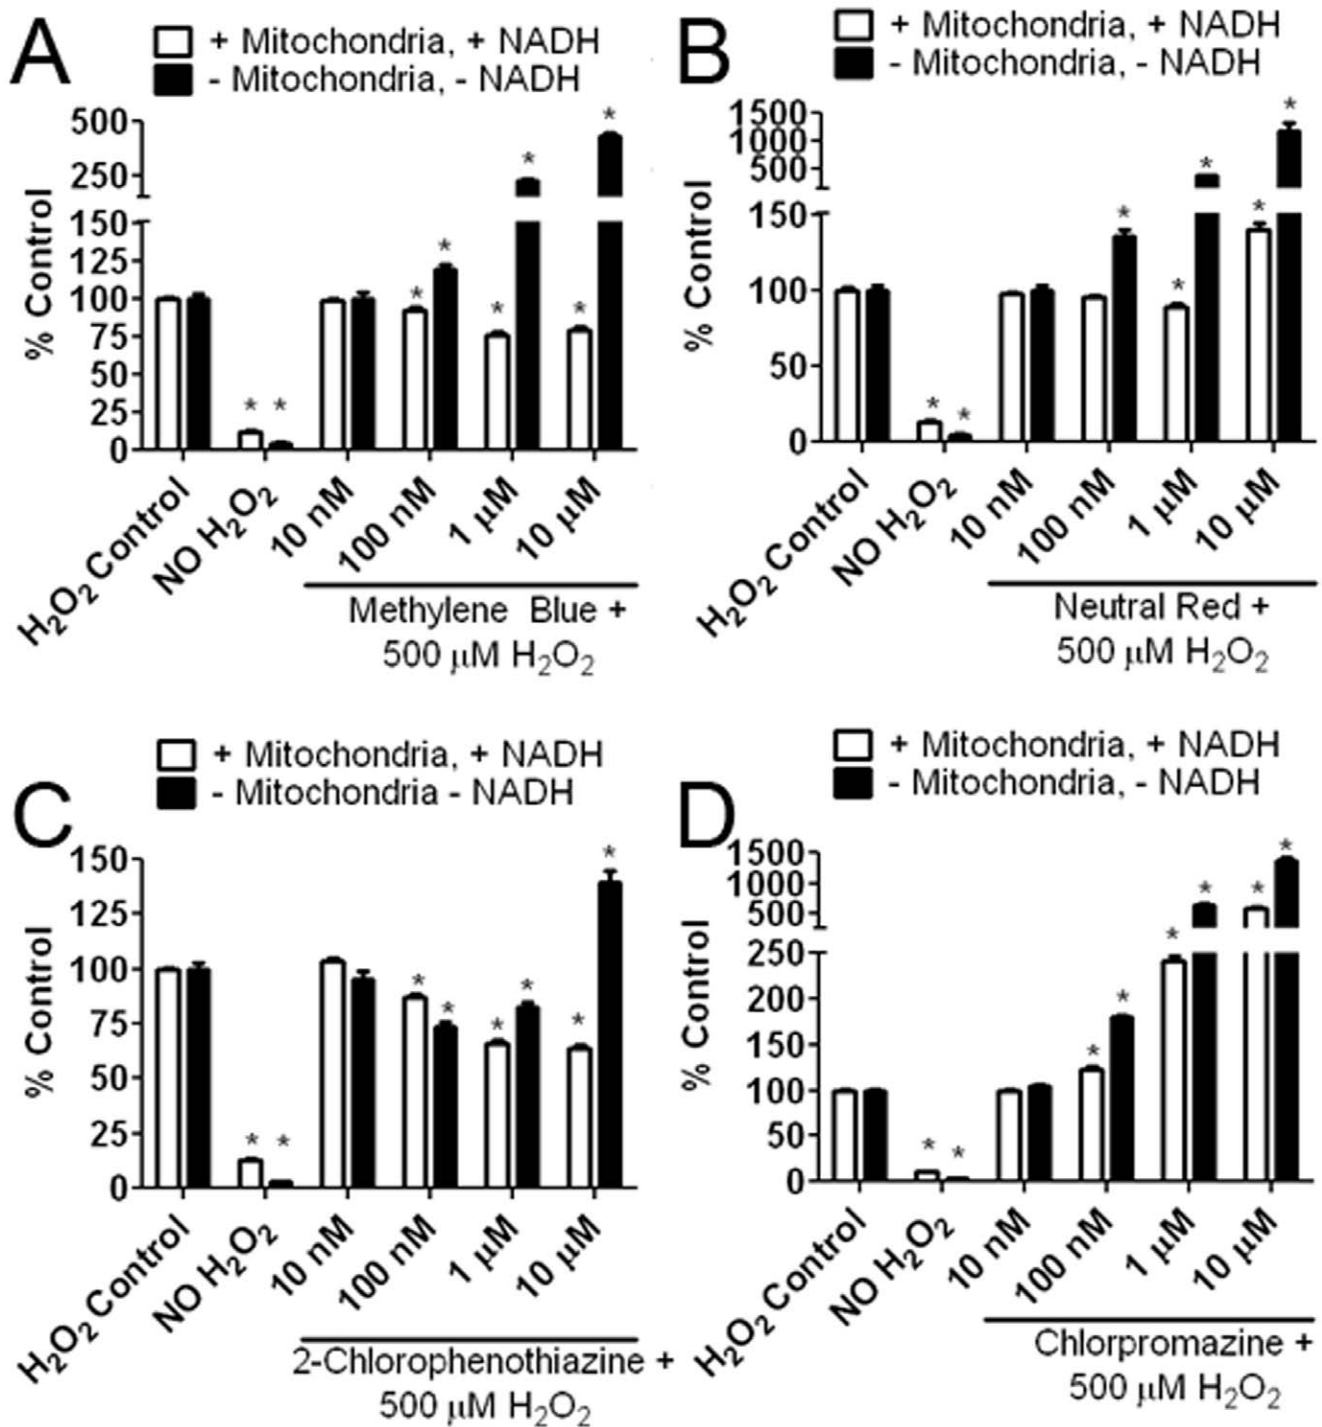 A
+ Mitochondria, + NADH
- Mitochondria, - NADH
% Control
500
250
150
125
100
75
50
25
0
* *
*
*
*
*
*
*
H₂O₂ Control
NO H₂O₂
10 nM
100 nM
1 µM
10 µM
Methylene Blue +
500 µM H₂O₂
B
+ Mitochondria, + NADH
- Mitochondria, - NADH
% Control
1500
1000
500
150
100
50
0
*
*
*
*
*
*
*
H₂O₂ Control
NO H₂O₂
10 nM
100 nM
1 µM
10 µM
Neutral Red +
500 µM H₂O₂
C
+ Mitochondria, + NADH
- Mitochondria - NADH
% Control
150
125
100
75
50
25
0
* *
*
*
*
*
*
*
H₂O₂ Control
NO H₂O₂
10 nM
100 nM
1 µM
10 µM
2-Chlorophenothiazine +
500 µM H₂O₂
D
+ Mitochondria, + NADH
- Mitochondria, - NADH
% Control
1500
1000
500
250
200
150
100
50
0
*
*
*
*
*
*
*
*
H₂O₂ Control
NO H₂O₂
10 nM
100 nM
1 µM
10 µM
Chlorpromazine +
500 µM H₂O₂